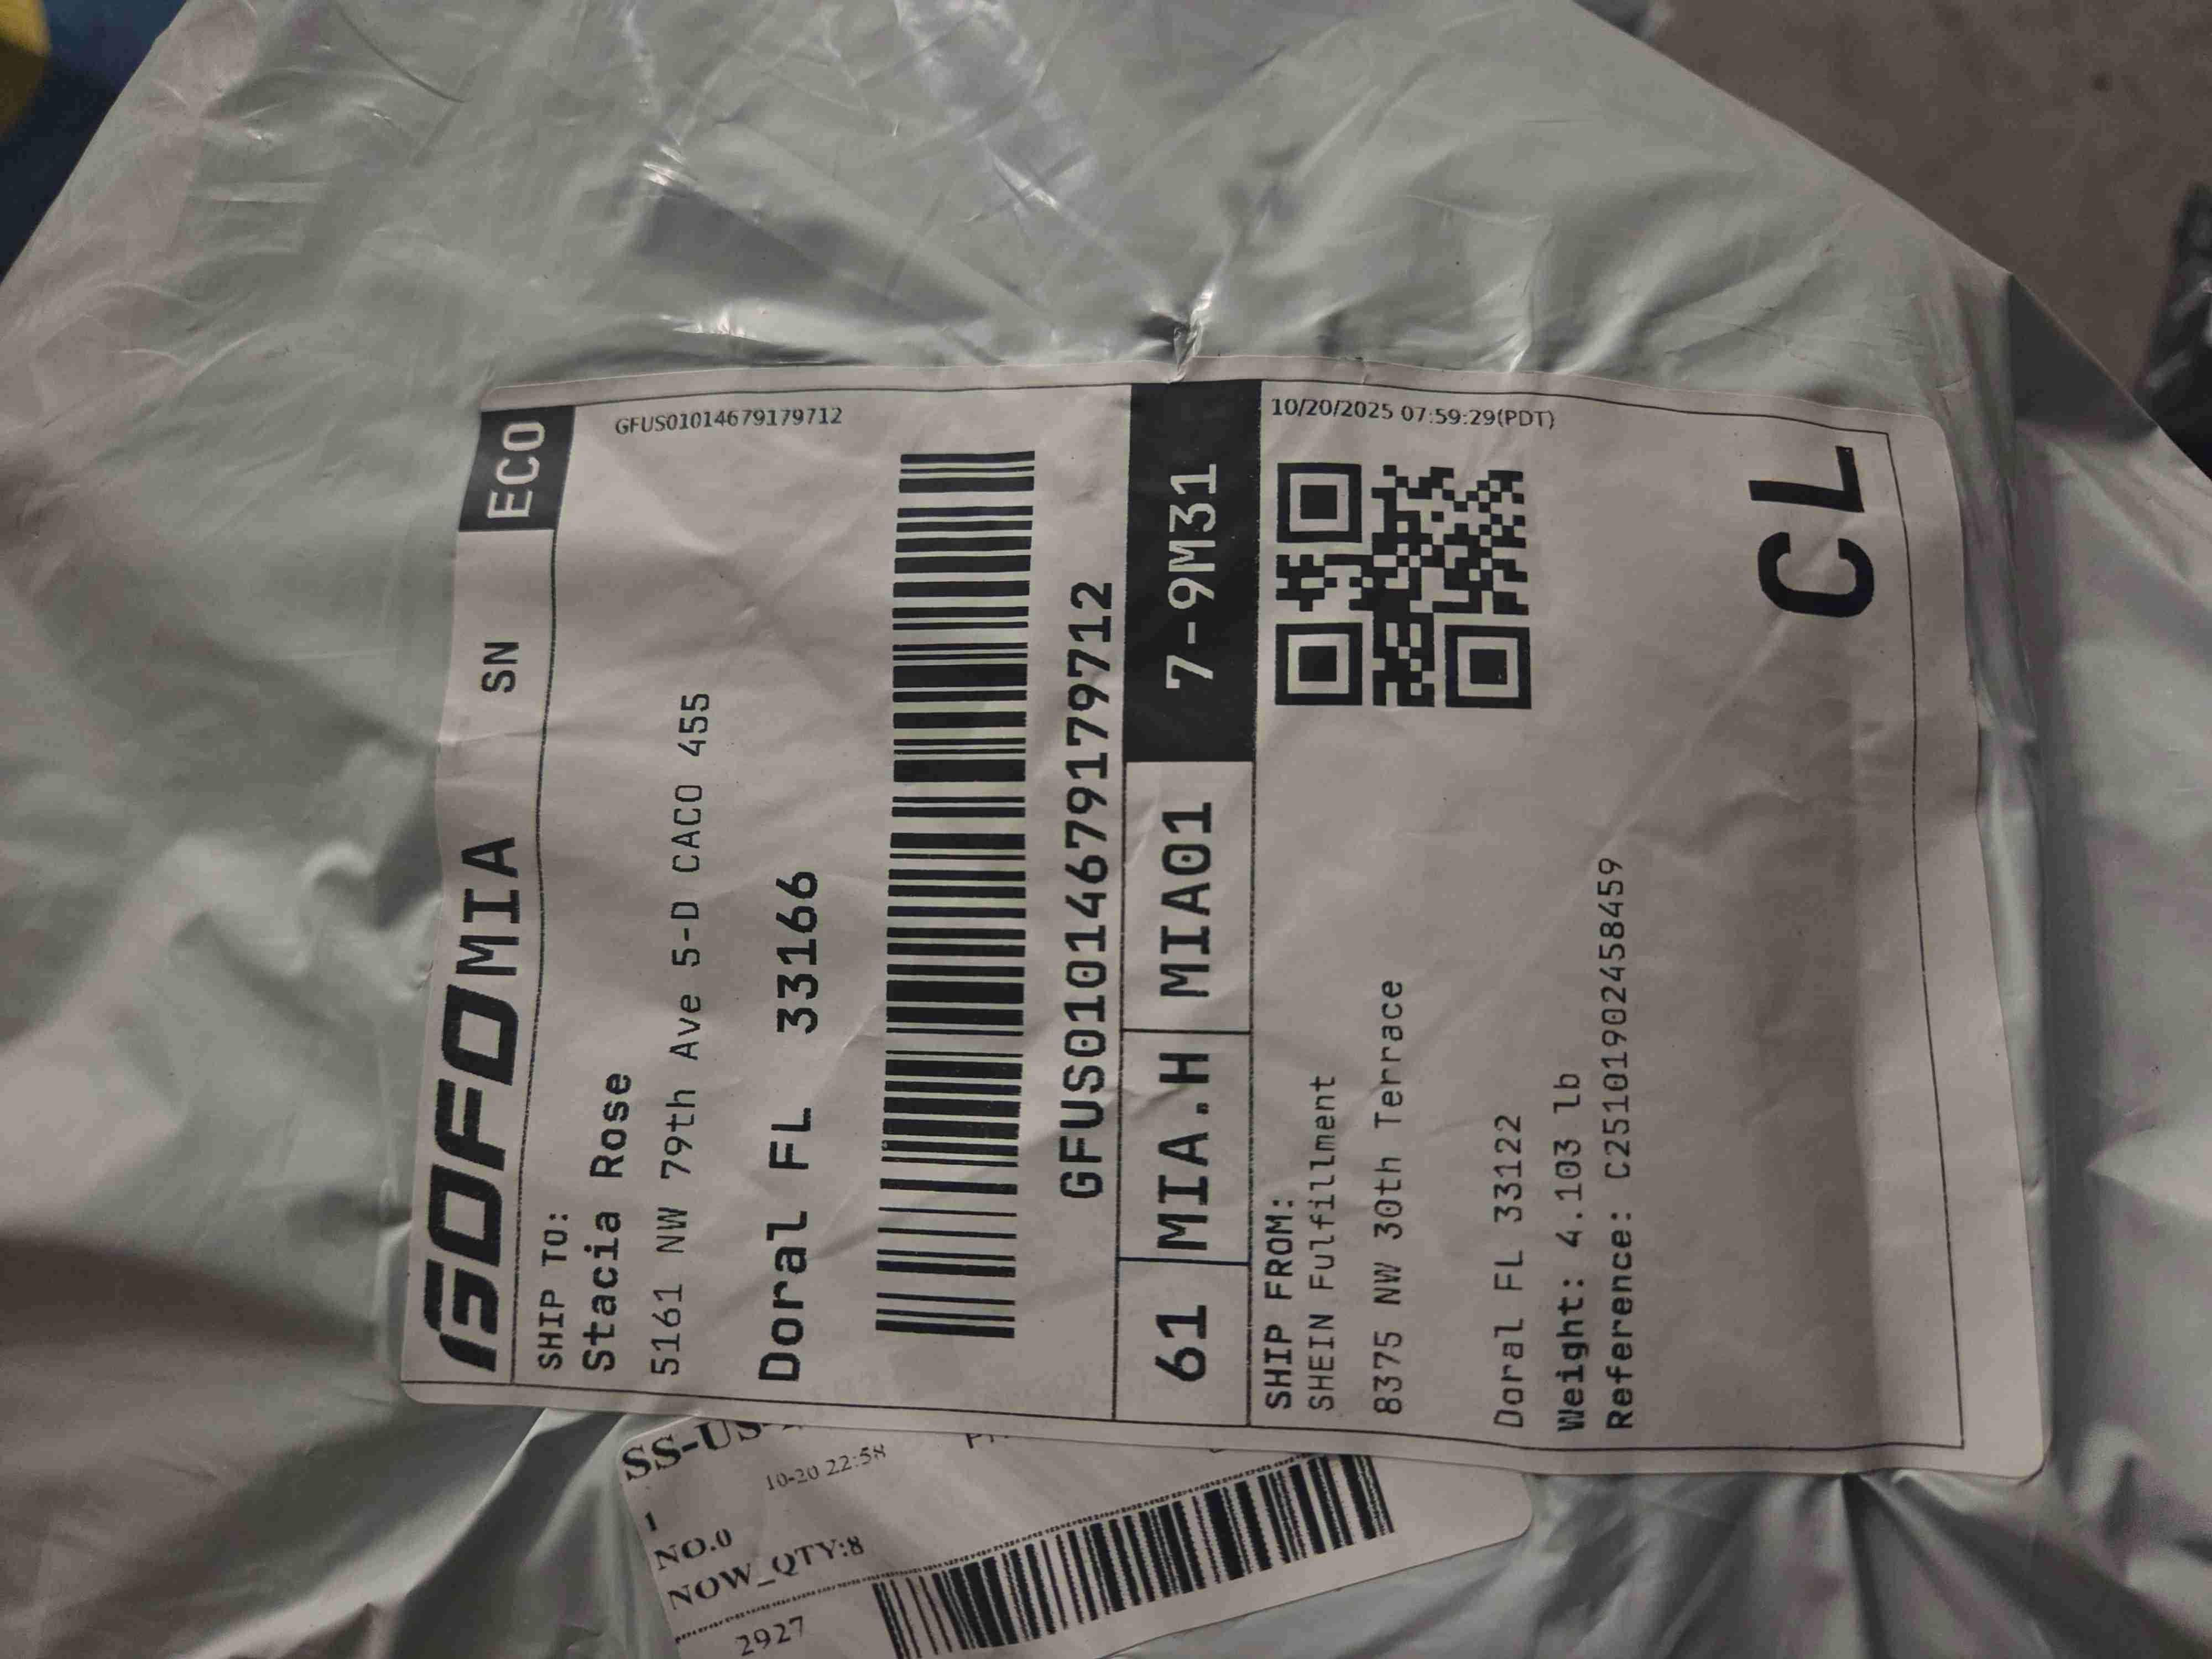 GOFO MIA SN ECO
SHIP TO:
GFUS01014679179712
Stacia Rose
5161 NW 79th Ave 5-D CACO 455
Doral FL 33166
GFUS01014679179712
61 MIA.H MIA01 7-9M31
SHIP FROM:
10/20/2025 07:59:29(PDT)
SHEIN Fulfillment
8375 NW 30th Terrace
Doral FL 33122
Weight: 4.103 lb
Reference: C25101902458459
CL
SS-US-
10-20 22:58
1
NO.0
NOW_QTY:8
2927